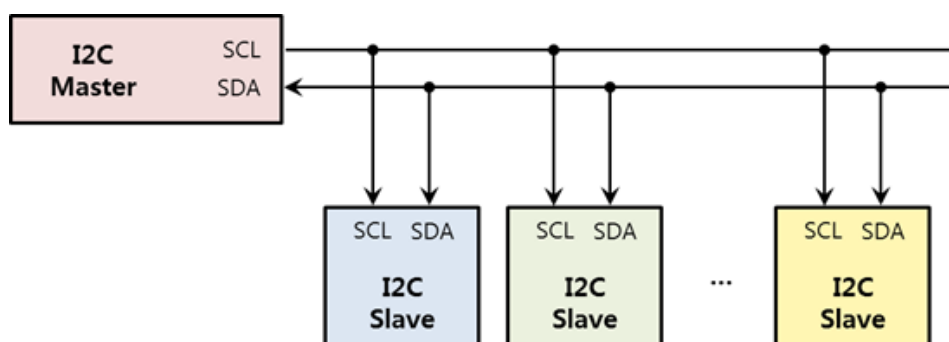 I2C
Master
SCL
SDA
SCL SDA
I2C
Slave
SCL SDA
I2C
Slave
...
SCL SDA
I2C
Slave